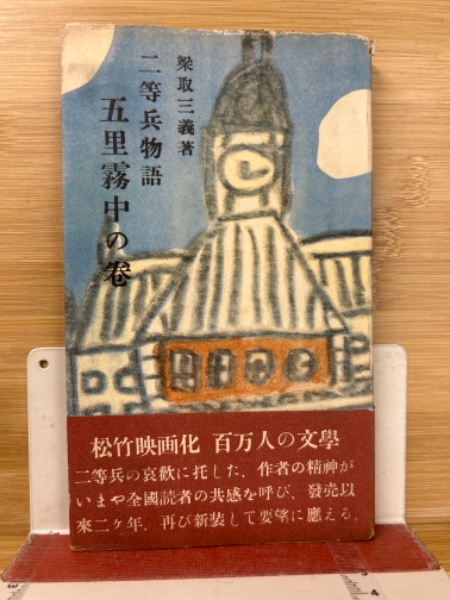 梁取三義著
二等兵物語
五里霧中の巻
松竹映画化 百万人の文學
二等兵の哀歓に托した、作者の精神が
いまや全國読者の共感を呼び、發売以
來二ヶ年、再び新装して要望に應える。